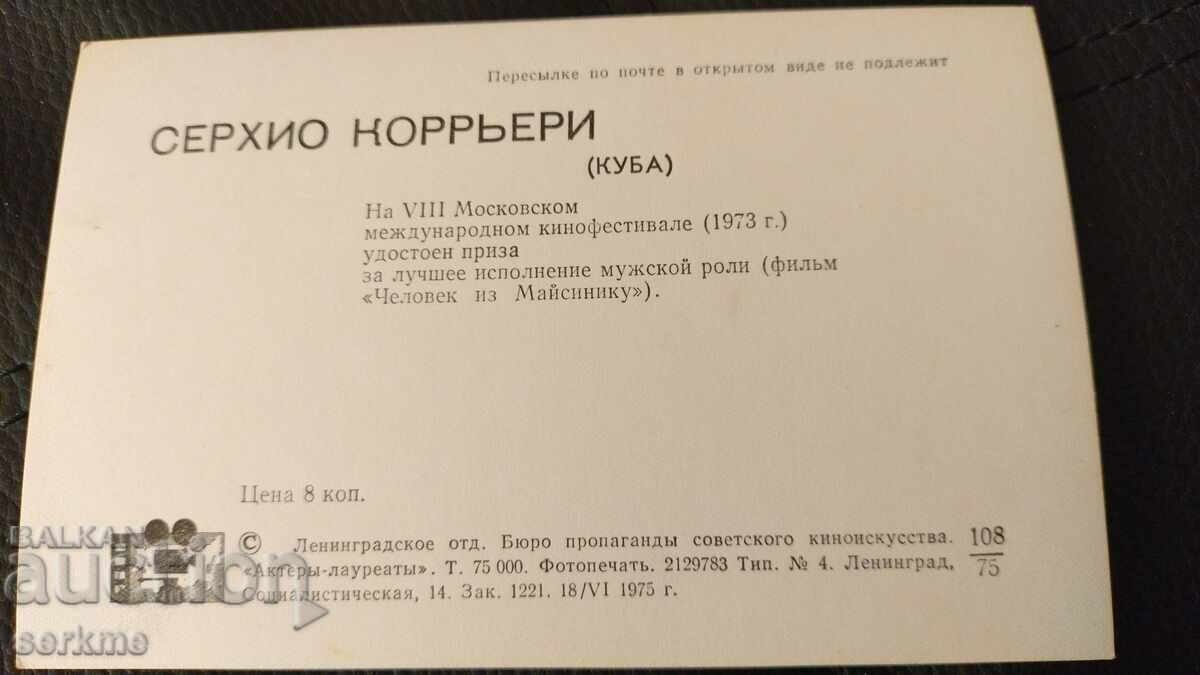 Пересылке по почте в открытом виде не подлежит
СЕРХИО КОРРЬЕРИ
(КУБА)
На VIII Московском
международном кинофестивале (1973 г.)
удостоен приза
за лучшее исполнение мужской роли (фильм
«Человек из Майсинику»).
Цена 8 коп.
© Ленинградское отд. Бюро пропаганды советского киноискусства.
«Актеры-лауреаты». Т. 75 000. Фотопечать. 2129783 Тип. № 4. Ленинград,
Социалистическая, 14. Зак. 1221. 18/VI 1975 г.
108
75
BALKAN
auction
serkme